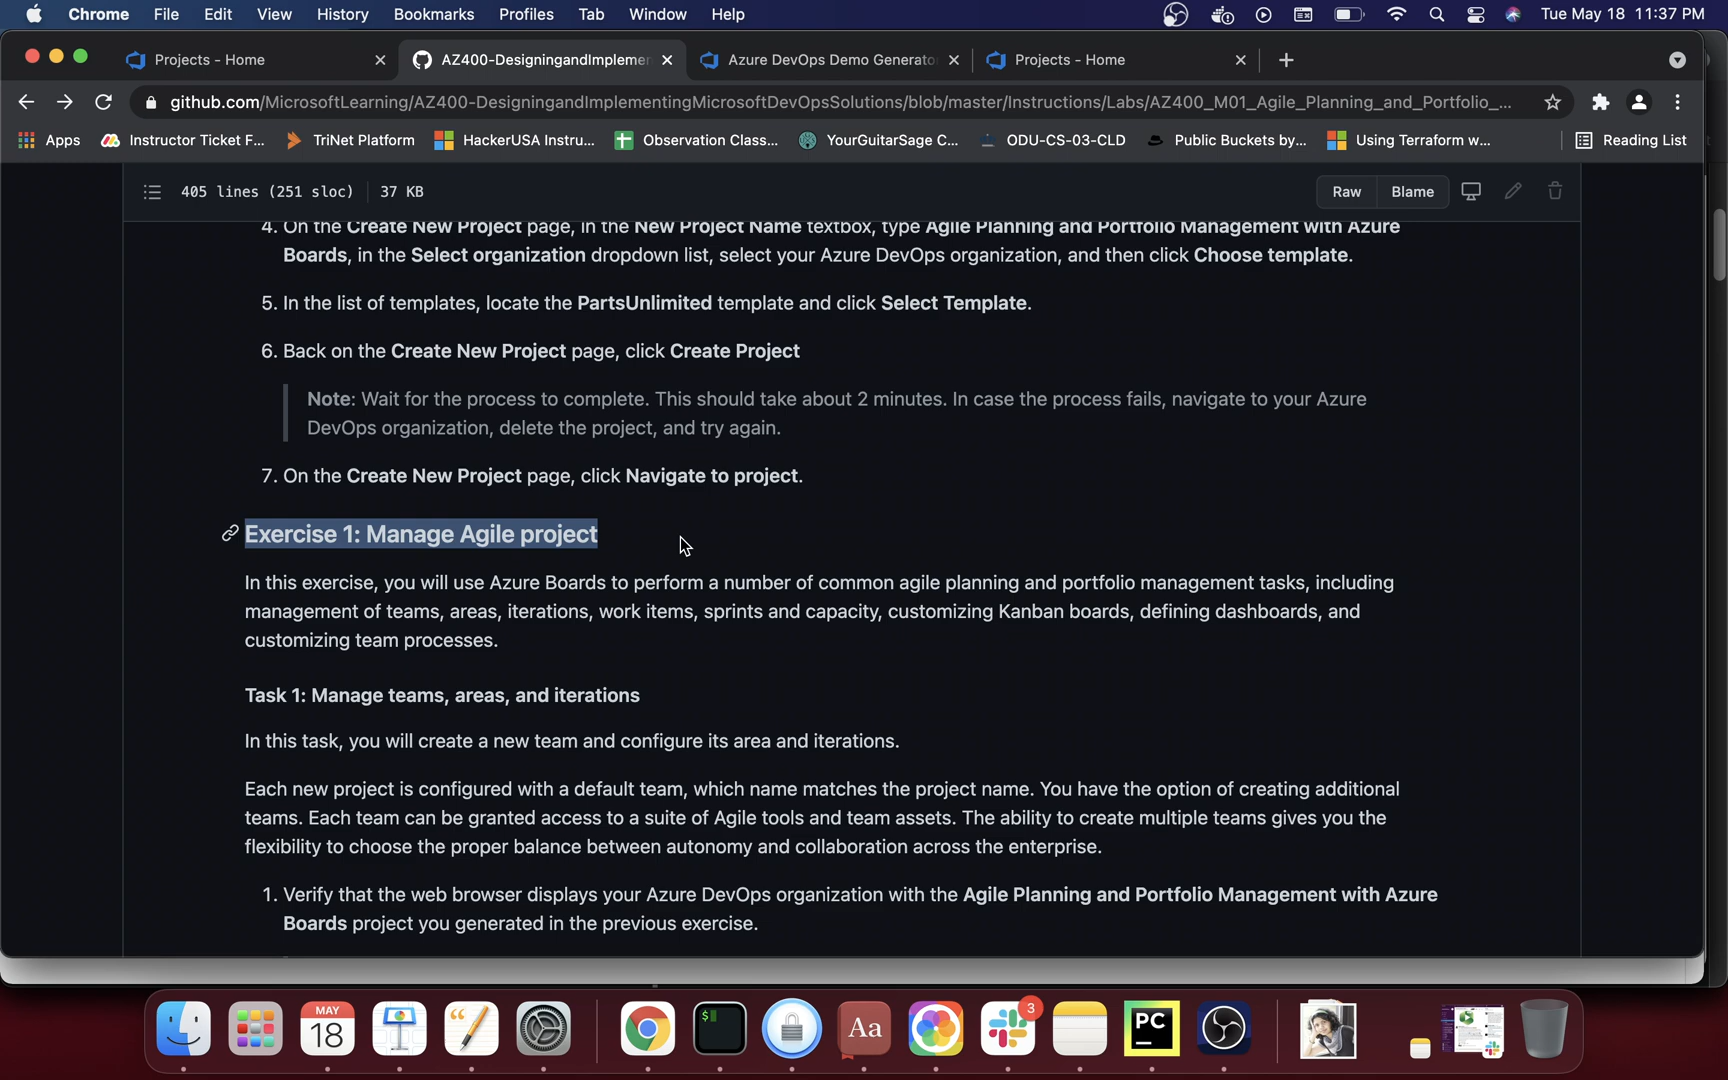 Chrome File Edit View History Bookmarks Profiles Tab Window Help Tue May 18 11:37 PM
Projects - Home AZ400-DesigningandImplemen Azure DevOps Demo Generato Projects - Home
github.com/MicrosoftLearning/AZ400-DesigningandImplementingMicrosoftDevOpsSolutions/blob/master/Instructions/Labs/AZ400_M01_Agile_Planning_and_Portfolio_...
Apps Instructor Ticket F... TriNet Platform HackerUSA Instru... Observation Class... YourGuitarSage C... ODU-CS-03-CLD Public Buckets by... Using Terraform w... Reading List
405 lines (251 sloc) 37 KB Raw Blame
4. On the Create New Project page, in the New Project Name textbox, type Agile Planning and Portfolio Management with Azure
Boards, in the Select organization dropdown list, select your Azure DevOps organization, and then click Choose template.
5. In the list of templates, locate the PartsUnlimited template and click Select Template.
6. Back on the Create New Project page, click Create Project
Note: Wait for the process to complete. This should take about 2 minutes. In case the process fails, navigate to your Azure
DevOps organization, delete the project, and try again.
7. On the Create New Project page, click Navigate to project.
Exercise 1: Manage Agile project
In this exercise, you will use Azure Boards to perform a number of common agile planning and portfolio management tasks, including
management of teams, areas, iterations, work items, sprints and capacity, customizing Kanban boards, defining dashboards, and
customizing team processes.
Task 1: Manage teams, areas, and iterations
In this task, you will create a new team and configure its area and iterations.
Each new project is configured with a default team, which name matches the project name. You have the option of creating additional
teams. Each team can be granted access to a suite of Agile tools and team assets. The ability to create multiple teams gives you the
flexibility to choose the proper balance between autonomy and collaboration across the enterprise.
1. Verify that the web browser displays your Azure DevOps organization with the Agile Planning and Portfolio Management with Azure
Boards project you generated in the previous exercise.
MAY
18 $ Aa 3 PC